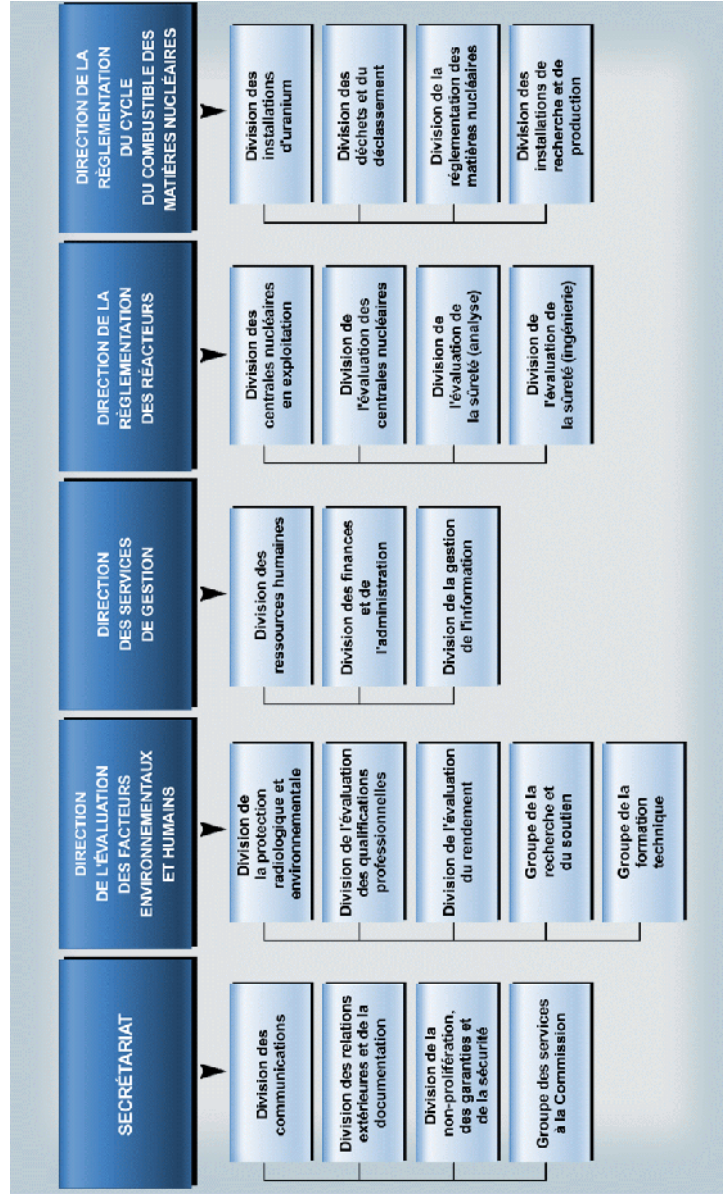 SECRÉTARIAT
Division des
communications
Division des relations
extérieures et de la
documentation
Division de la
non-prolifération,
des garanties et
de la sécurité
Groupe des services
à la Commission
DIRECTION
DE L'ÉVALUATION
DES FACTEURS
ENVIRONNEMENTAUX
ET HUMAINS
Division de
la protection
radiologique et
environnementale
Division de l'évaluation
des qualifications
professionnelles
Division de l'évaluation
du rendement
Groupe de la
recherche et
du soutien
Groupe de la
formation
technique
DIRECTION
DES SERVICES
DE GESTION
Division des
ressources humaines
Division des finances
et de
l'administration
Division de la gestion
de l'information
DIRECTION DE LA
RÈGLEMENTATION
DES RÉACTEURS
Division des
centrales nucléaires
en exploitation
Division de
l'évaluation des
centrales nucléaires
Division de
l'évaluation de
la sûreté (analyse)
Division de
l'évaluation de
la sûreté (ingénierie)
DIRECTION DE LA
RÈGLEMENTATION
DU CYCLE
DU COMBUSTIBLE DES
MATIÈRES NUCLÉAIRES
Division des
installations
d'uranium
Division des
déchets et du
déclassement
Division de la
réglementation des
matières nucléaires
Division des
installations de
recherche et de
production